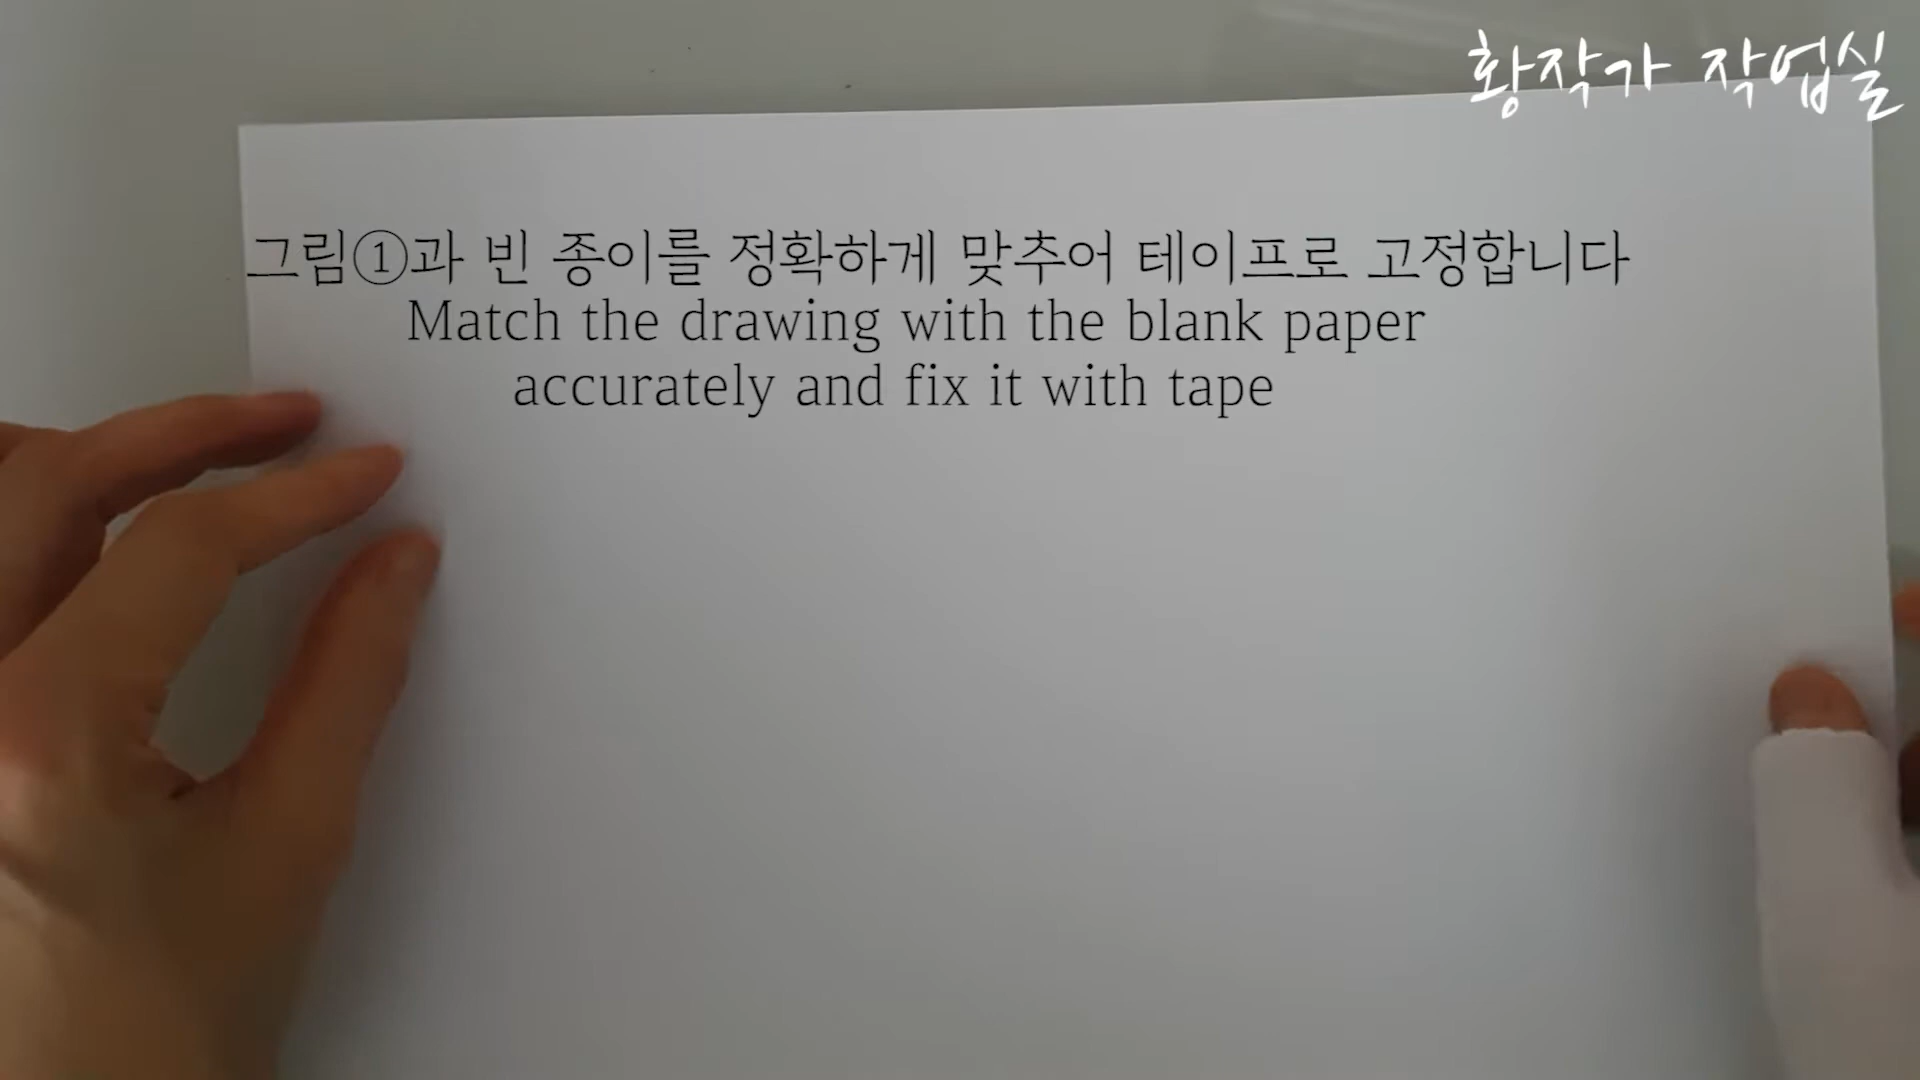 황작가 작업실
그림①과 빈 종이를 정확하게 맞추어 테이프로 고정합니다
Match the drawing with the blank paper
accurately and fix it with tape